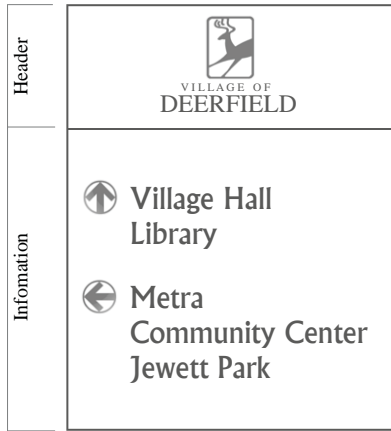 Header
VILLAGE OF
DEERFIELD
Infomation
Village Hall
Library
Metra
Community Center
Jewett Park